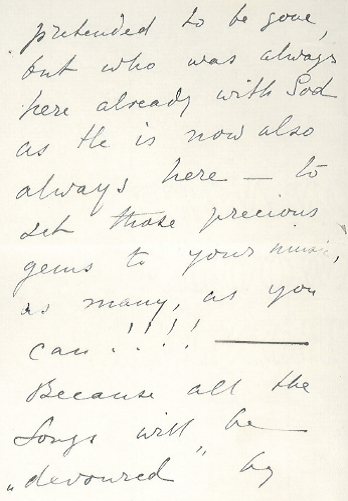 pretended to be gone,
but who was always
here already with God
as He is now also
always here — to
set those precious
gems to your music,
as many, as you
can!!!!! —
Because all the
Songs will, be
"devoured" by